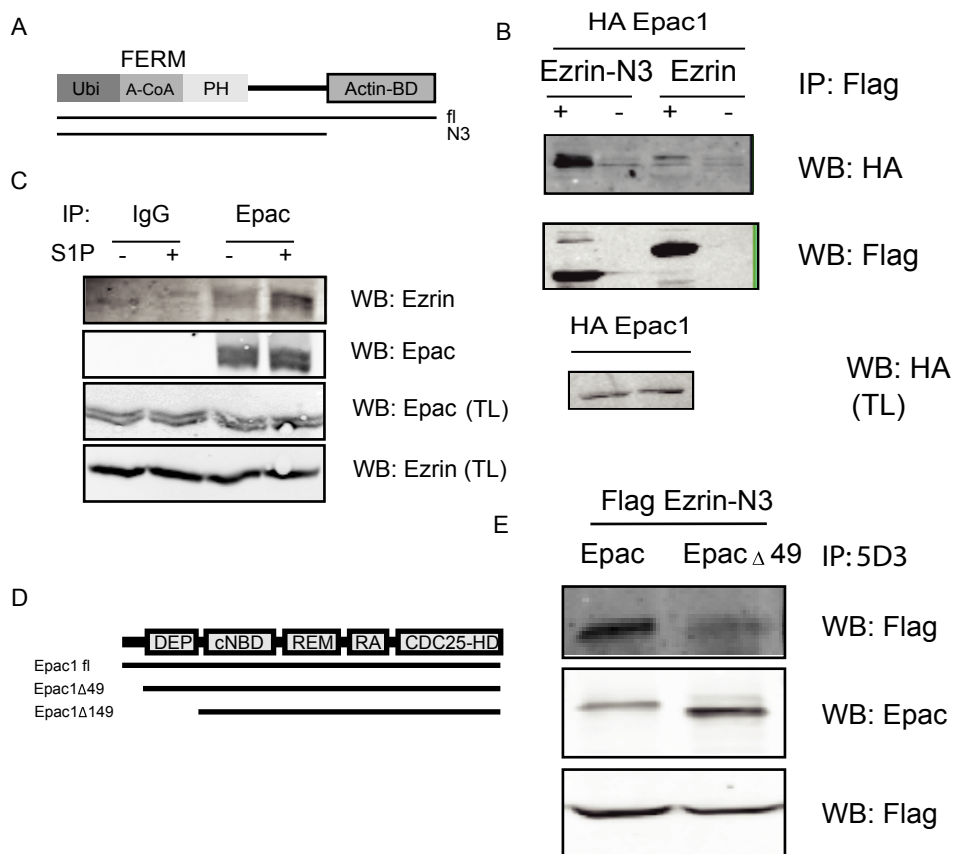 A
FERM
Ubi A-CoA PH Actin-BD
fl
N3
B
HA Epac1
Ezrin-N3 Ezrin IP: Flag
+ - + -
WB: HA
WB: Flag
HA Epac1
WB: HA
(TL)
C
IP: IgG Epac
S1P - + - +
WB: Ezrin
WB: Epac
WB: Epac (TL)
WB: Ezrin (TL)
D
DEP cNBD REM RA CDC25-HD
Epac1 fl
Epac1Δ49
Epac1Δ149
E
Flag Ezrin-N3
Epac Epac Δ 49 IP: 5D3
WB: Flag
WB: Epac
WB: Flag